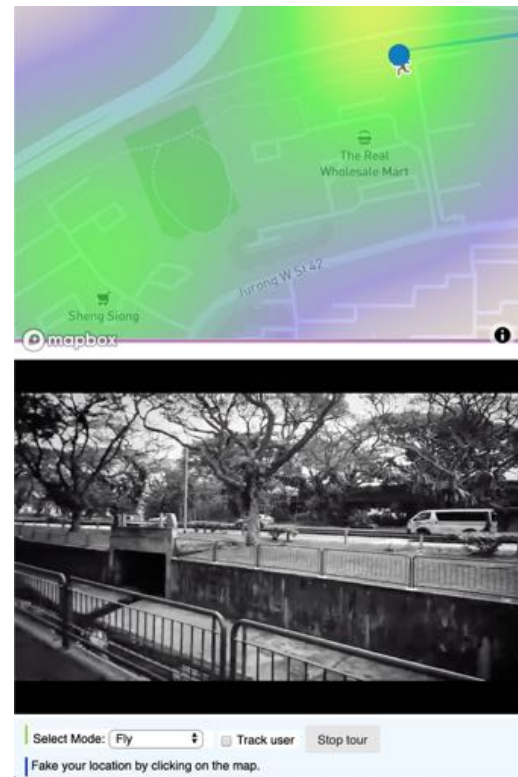 The Real
Wholesale Mart
Jurong W St 42
Sheng Siong
mapbox
Select Mode: Fly
Track user
Stop tour
Fake your location by clicking on the map.